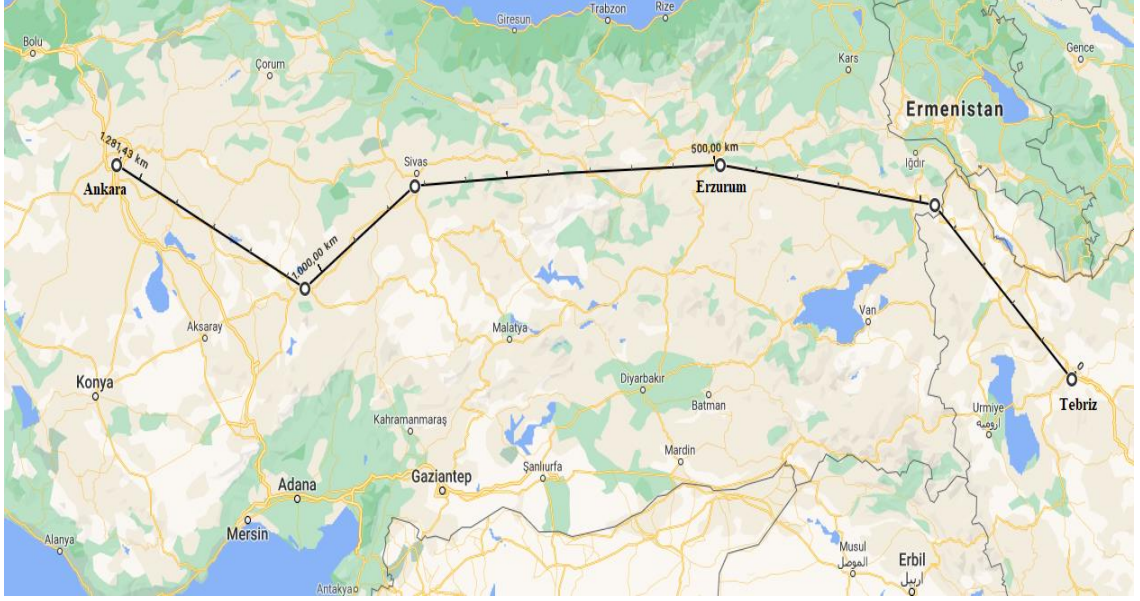 Trabzon
Rize
Giresun
Bolu
Gence
Kars
Çorum
Ermenistan
1.281,43 km
500,00 km
Sivas
Iğdır
Ankara
Erzurum
1.000,00 km
Van
Aksaray
Malatya
0
Konya
Diyarbakır
Batman
Tebriz
Urmiye
ارومیه
Kahramanmaraş
Mardin
Şanlıurfa
Gaziantep
Adana
Mersin
Alanya
Musul
الموصل
Erbil
اربيل
Antakya